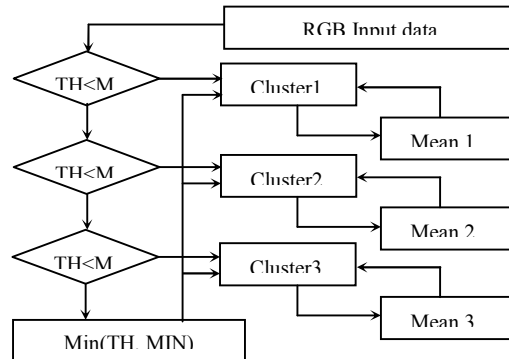 RGB Input data
TH<M
Cluster1
Mean 1
TH<M
Cluster2
Mean 2
TH<M
Cluster3
Mean 3
Min(TH, MIN)